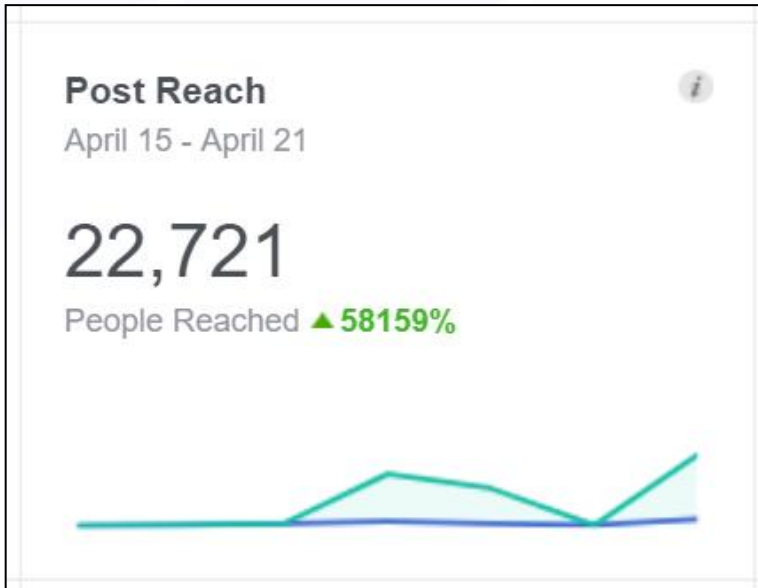 Post Reach
i
April 15 - April 21
22,721
People Reached ▲ 58159%